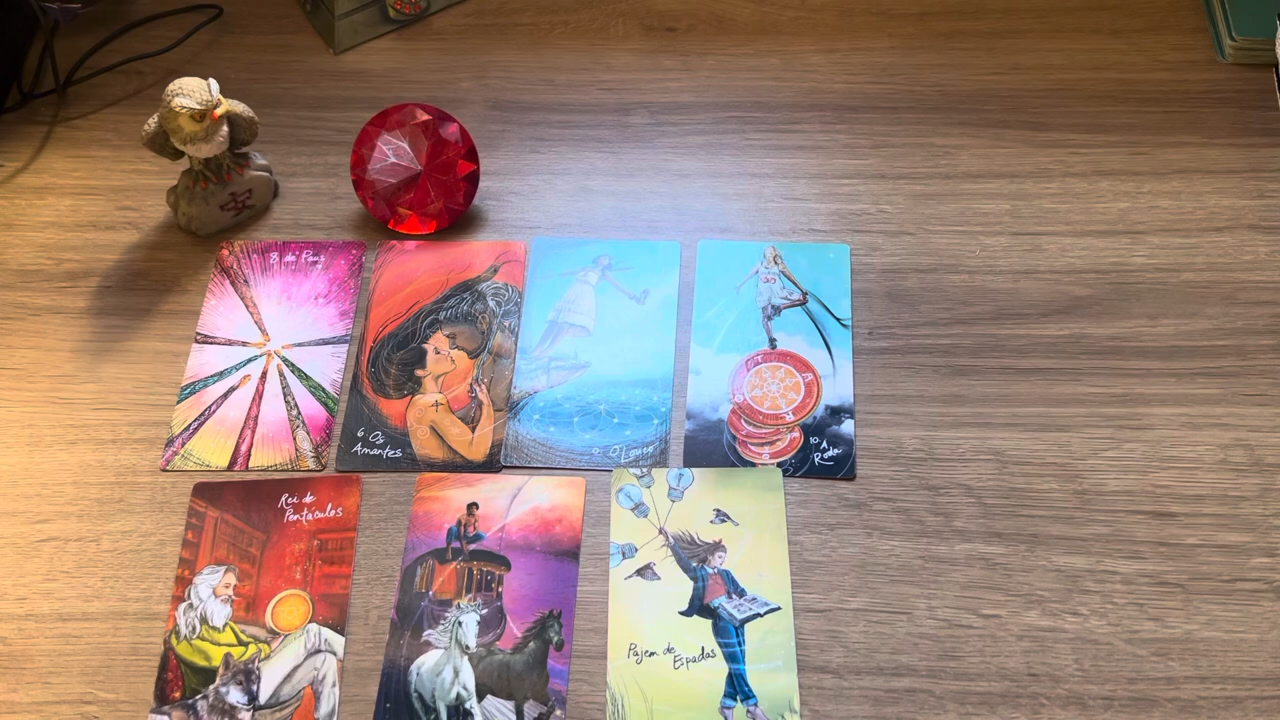 8 de Paus
6. Os
Amantes
0. O Louco
10. A
Roda
Rei de
Pentáculos
Pajem de
Espadas